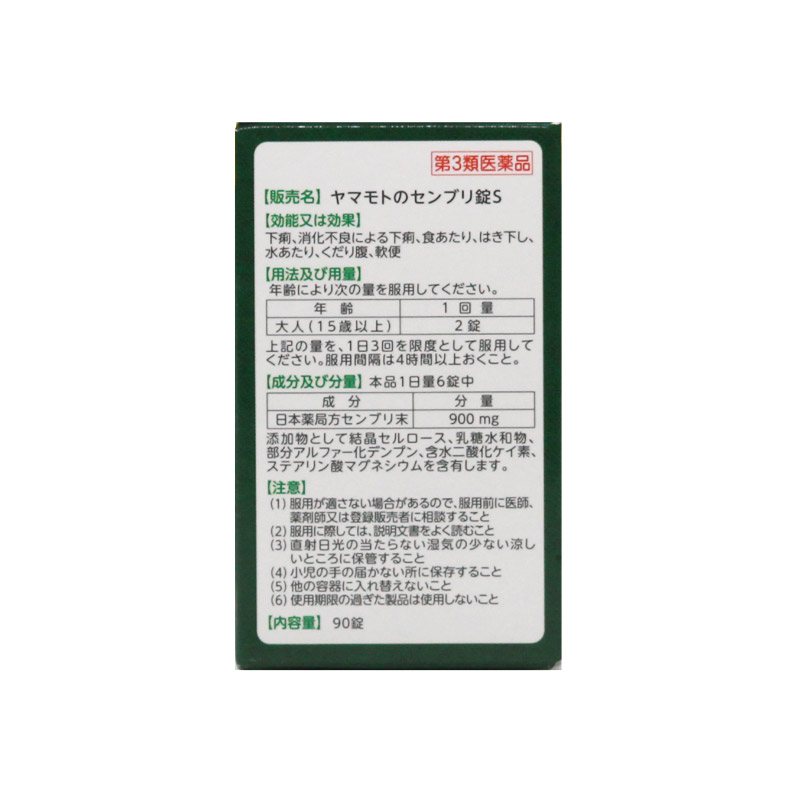 第3類医薬品
【販売名】 ヤマモトのセンブリ錠S
【効能又は効果】
下痢、消化不良による下痢、食あたり、はき下し、
水あたり、くだり腹、軟便
【用法及び用量】
年齢により次の量を服用してください。
年 齢 1 回 量
大人(15歳以上) 2錠
上記の量を、1日3回を限度として服用して
ください。服用間隔は4時間以上おくこと。
【成分及び分量】 本品1日量6錠中
成 分 分 量
日本薬局方センブリ末 900 mg
添加物として結晶セルロース、乳糖水和物、
部分アルファー化デンプン、含水二酸化ケイ素、
ステアリン酸マグネシウムを含有します。
【注意】
(1) 服用が適さない場合があるので、服用前に医師、
薬剤師又は登録販売者に相談すること
(2) 服用に際しては、説明文書をよく読むこと
(3) 直射日光の当たらない湿気の少ない涼し
いところに保管すること
(4) 小児の手の届かない所に保存すること
(5) 他の容器に入れ替えないこと
(6) 使用期限の過ぎた製品は使用しないこと
【内容量】 90錠